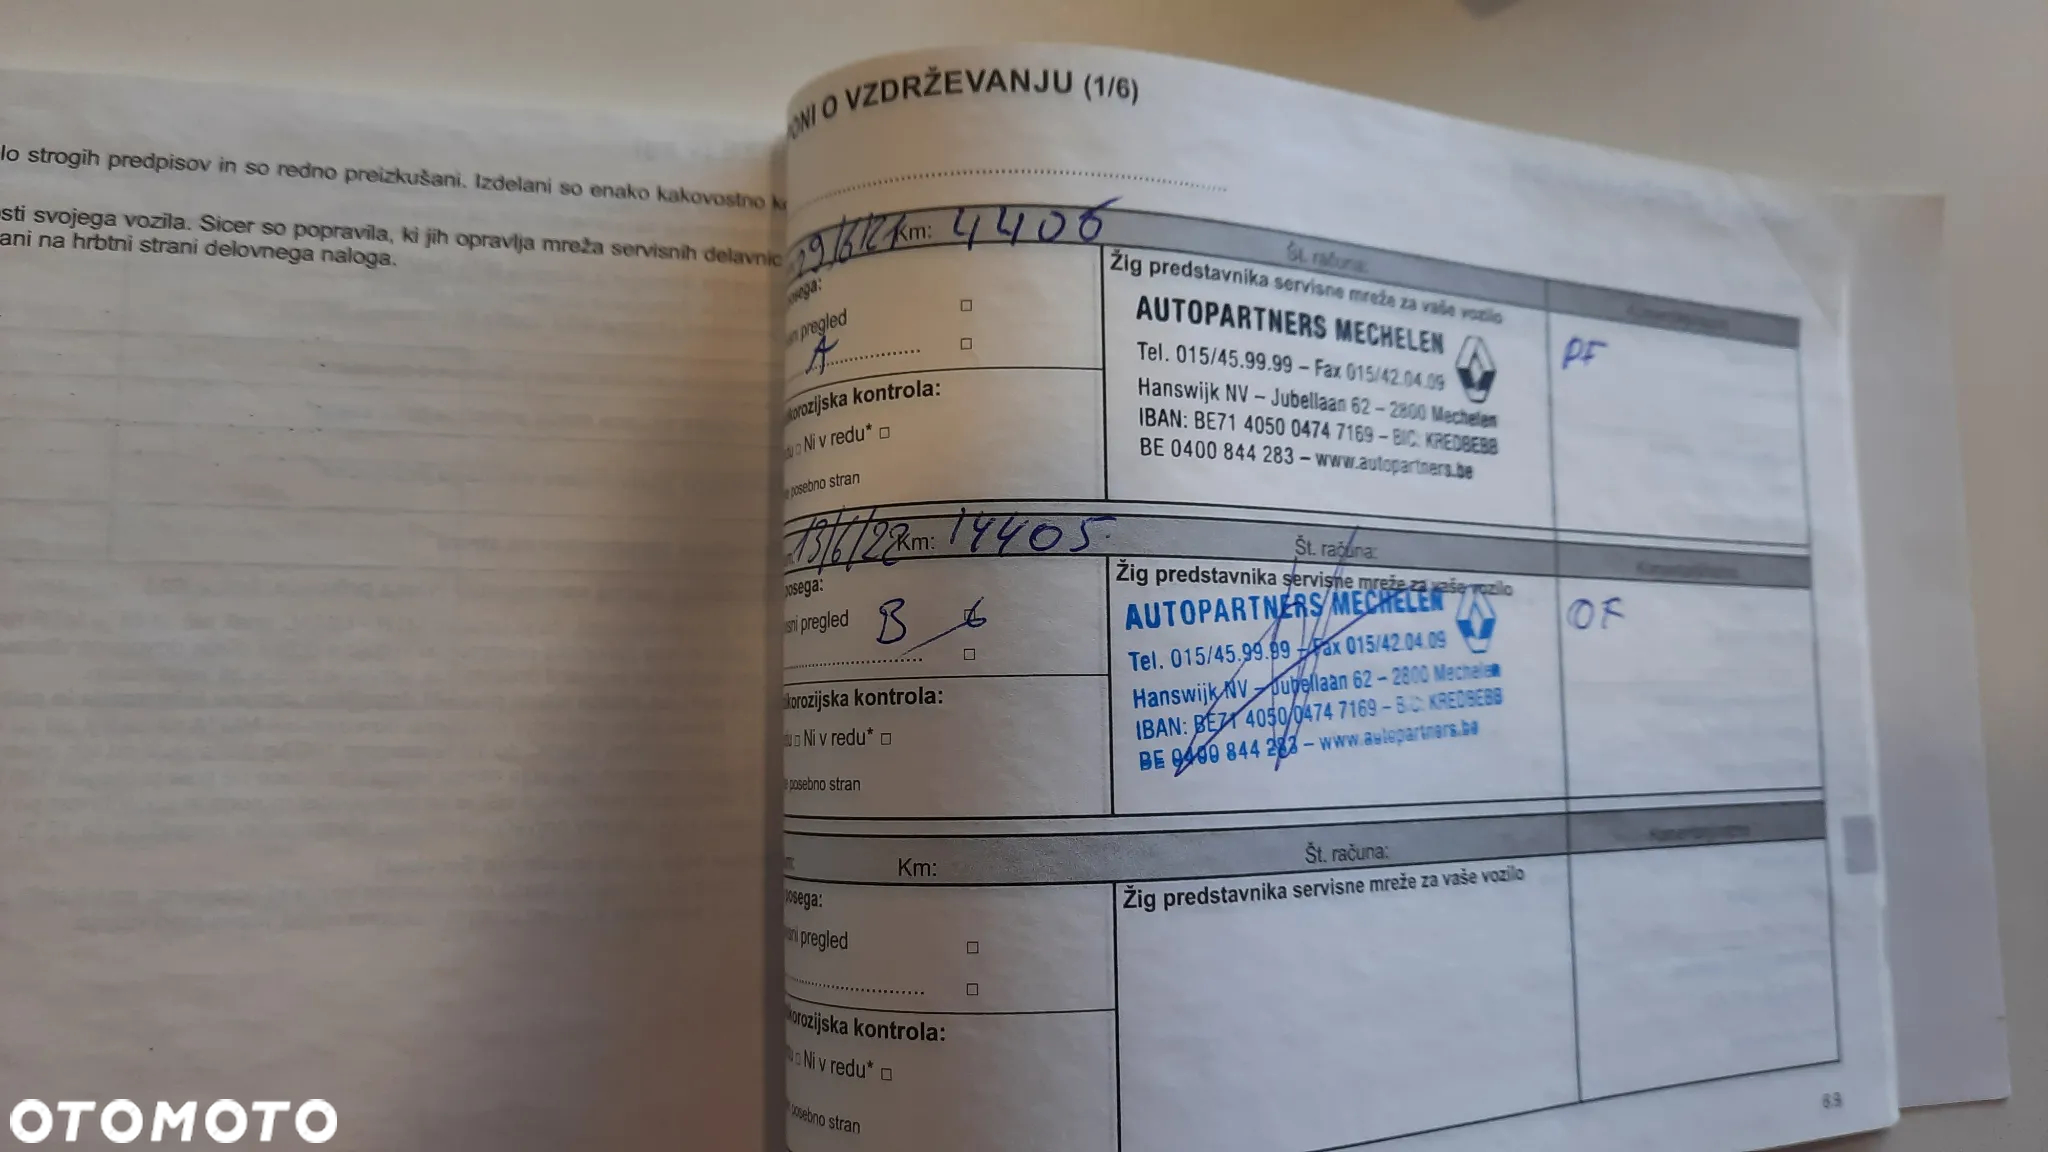 lo strogih predpisov in so redno preizkušani. Izdelani so enako kakovostno
sti svojega vozila. Sicer so popravila, ki jih opravlja mreža servisnih delavnic
ani na hrbtni strani delovnega naloga.
ONI O VZDRŽEVANJU (1/6)
29/6/21 Km: 4406
Št. računa:
posega:
pregled
A
Žig predstavnika servisne mreže za vaše vozilo
AUTOPARTNERS MECHELEN
Tel. 015/45.99.99 – Fax 015/42.04.09
Hanswijk NV – Jubellaan 62 – 2800 Mechelen
IBAN: BE71 4050 0474 7169 – BIC: KREDBEBB
BE 0400 844 283 – www.autopartners.be
PF
korozijska kontrola:
Ni v redu*
posebno stran
13/6/22 Km: 14405
Št. računa:
posega:
sni pregled B
Žig predstavnika servisne mreže za vaše vozilo
AUTOPARTNERS MECHELEN
Tel. 015/45.99.99 – Fax 015/42.04.09
Hanswijk NV – Jubellaan 62 – 2800 Mechelen
IBAN: BE71 4050 0474 7169 – BIC: KREDBEBB
BE 0400 844 283 – www.autopartners.be
OF
korozijska kontrola:
Ni v redu*
posebno stran
Km:
Št. računa:
posega:
pregled
Žig predstavnika servisne mreže za vaše vozilo
korozijska kontrola:
Ni v redu*
posebno stran
OTOMOTO